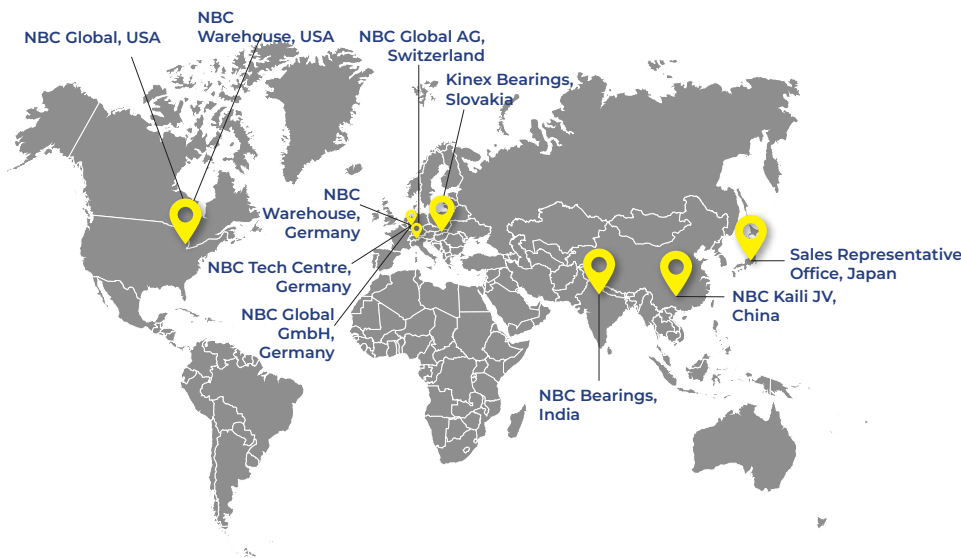 NBC Global, USA
NBC
Warehouse, USA
NBC Global AG,
Switzerland
Kinex Bearings,
Slovakia
NBC
Warehouse,
Germany
NBC Tech Centre,
Germany
NBC Global
GmbH,
Germany
Sales Representative
Office, Japan
NBC Kaili JV,
China
NBC Bearings,
India